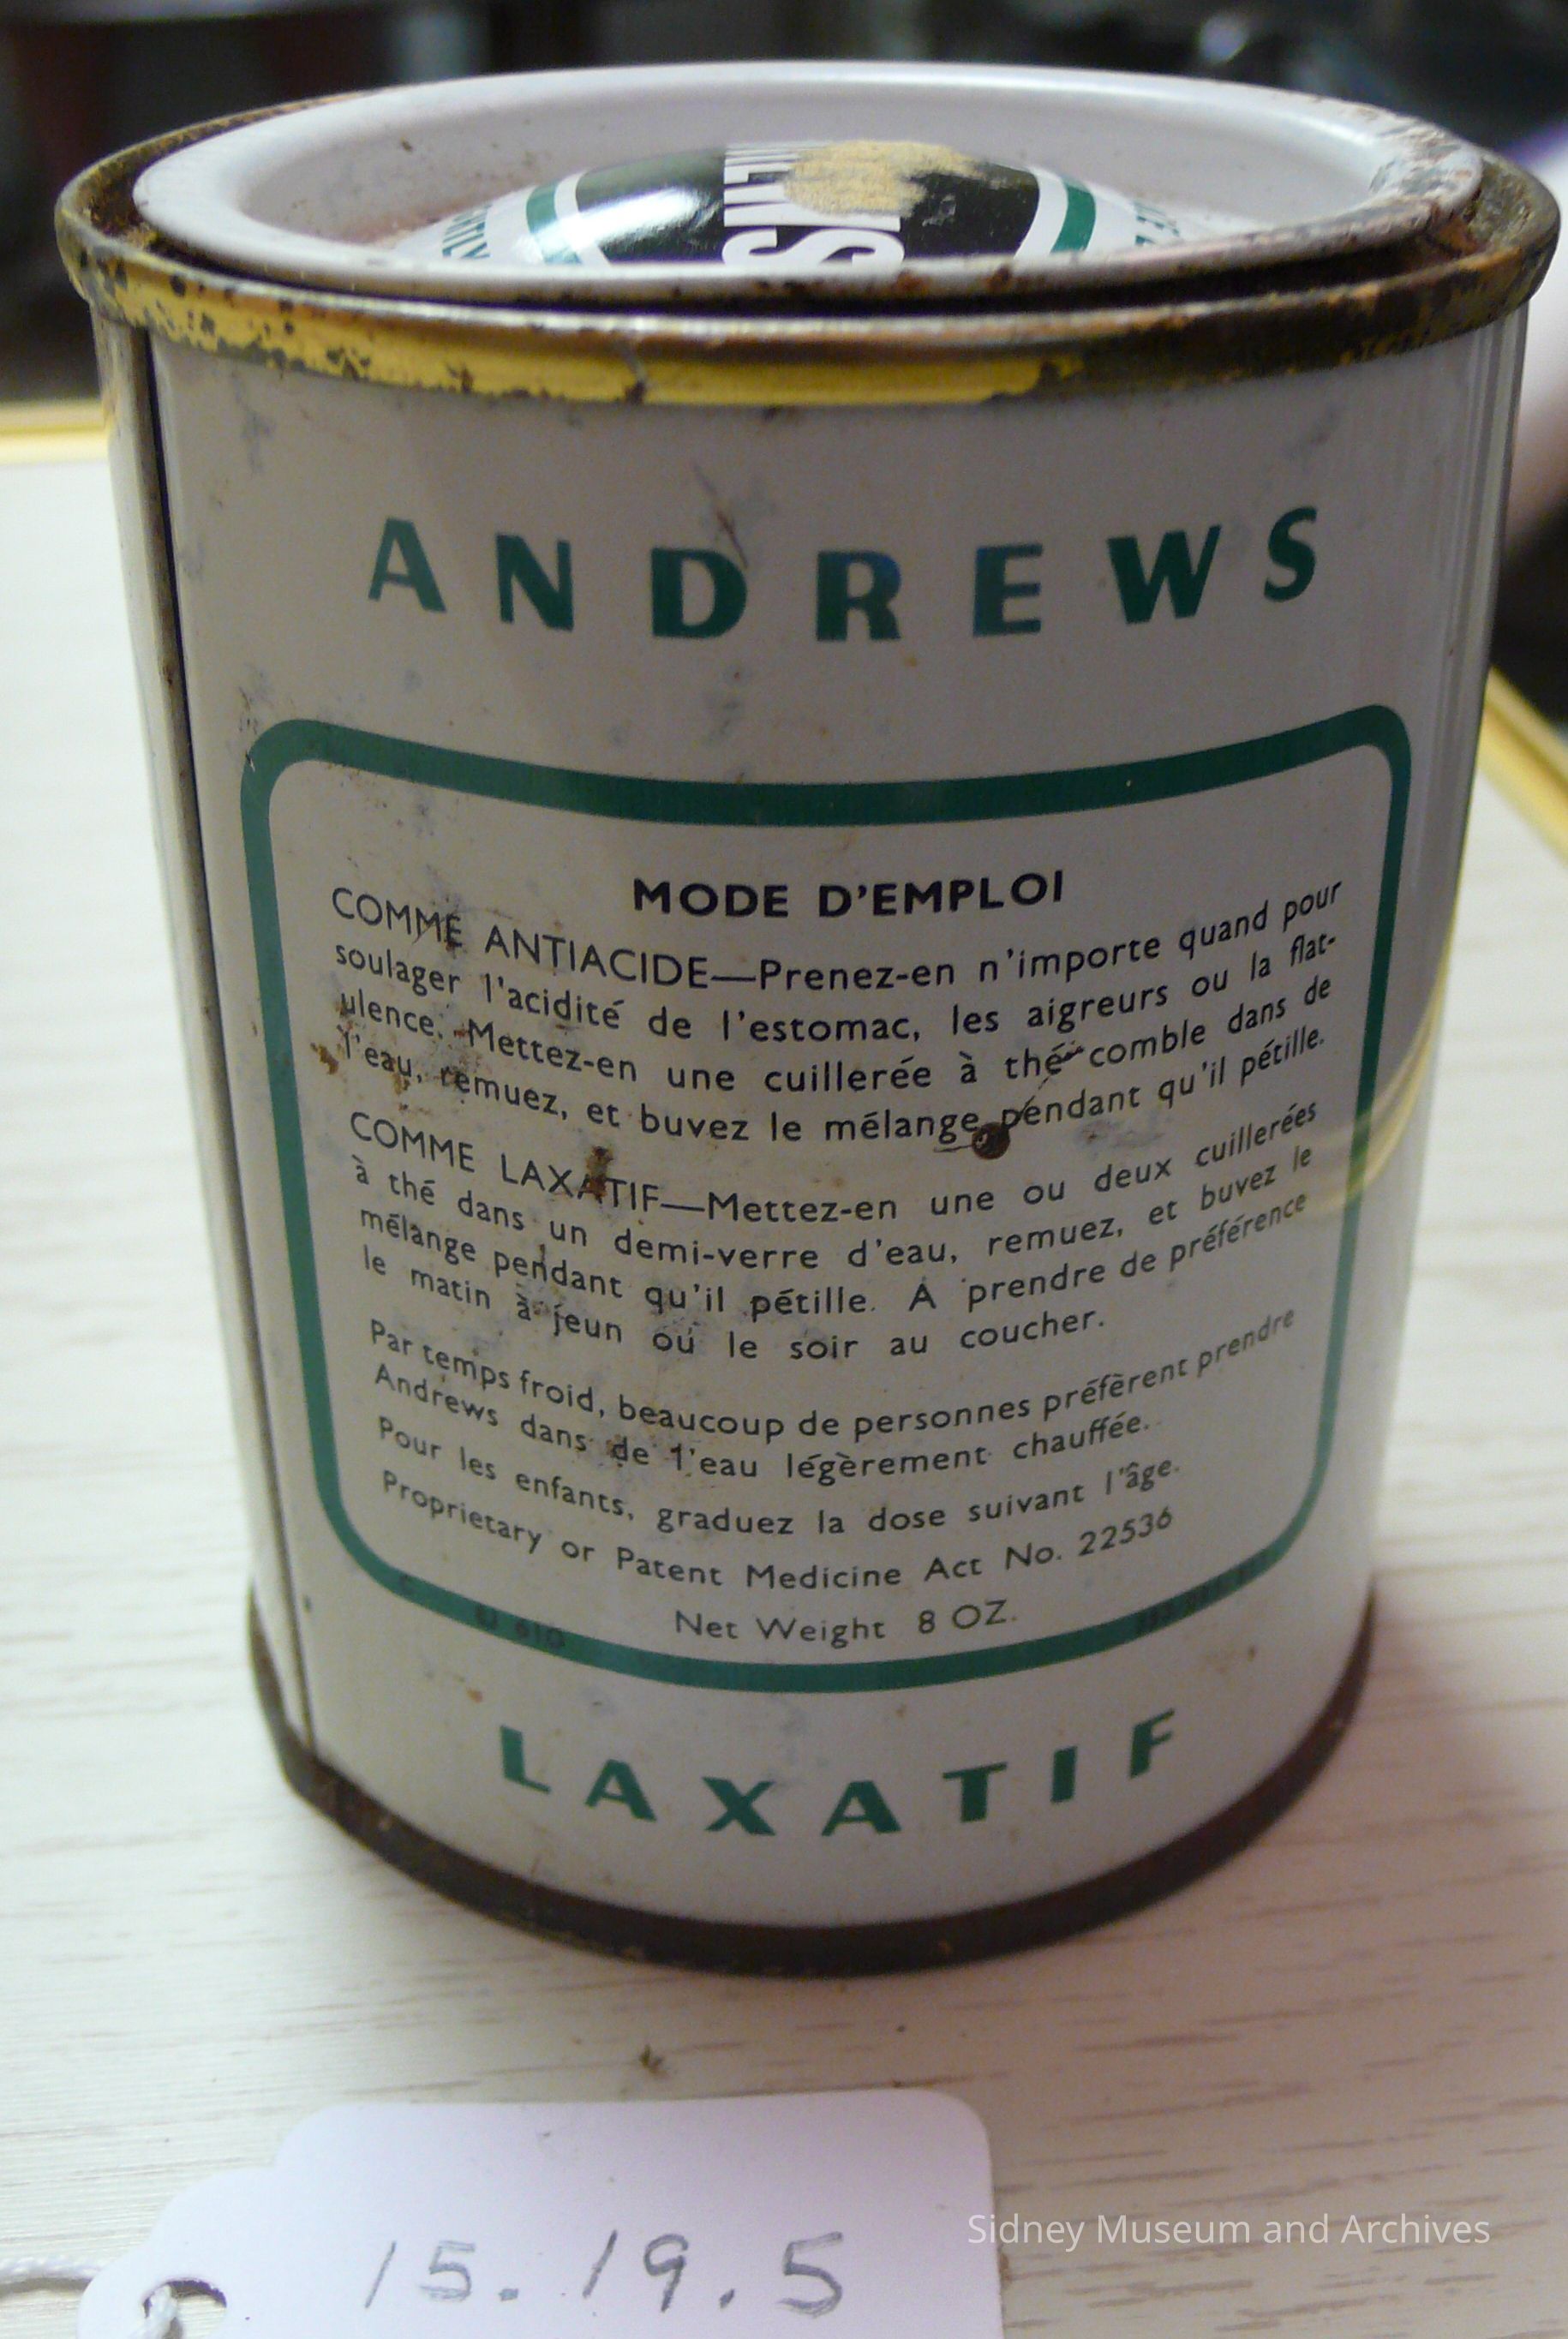 ANDREWS
MODE D'EMPLOI
COMME ANTIACIDE—Prenez-en n'importe quand pour
soulager l'acidité de l'estomac, les aigreurs ou la flat-
ulence. Mettez-en une cuillerée à thé comble dans de
l'eau, remuez, et buvez le mélange pendant qu'il pétille.
COMME LAXATIF—Mettez-en une ou deux cuillerées
à thé dans un demi-verre d'eau, remuez, et buvez le
mélange pendant qu'il pétille. A prendre de préférence
le matin à jeun ou le soir au coucher.
Par temps froid, beaucoup de personnes préfèrent prendre
Andrews dans de l'eau légèrement chauffée.
Pour les enfants, graduez la dose suivant l'âge.
Proprietary or Patent Medicine Act No. 22536
Net Weight 8 OZ.
LAXATIF
15.19.5
Sidney Museum and Archives